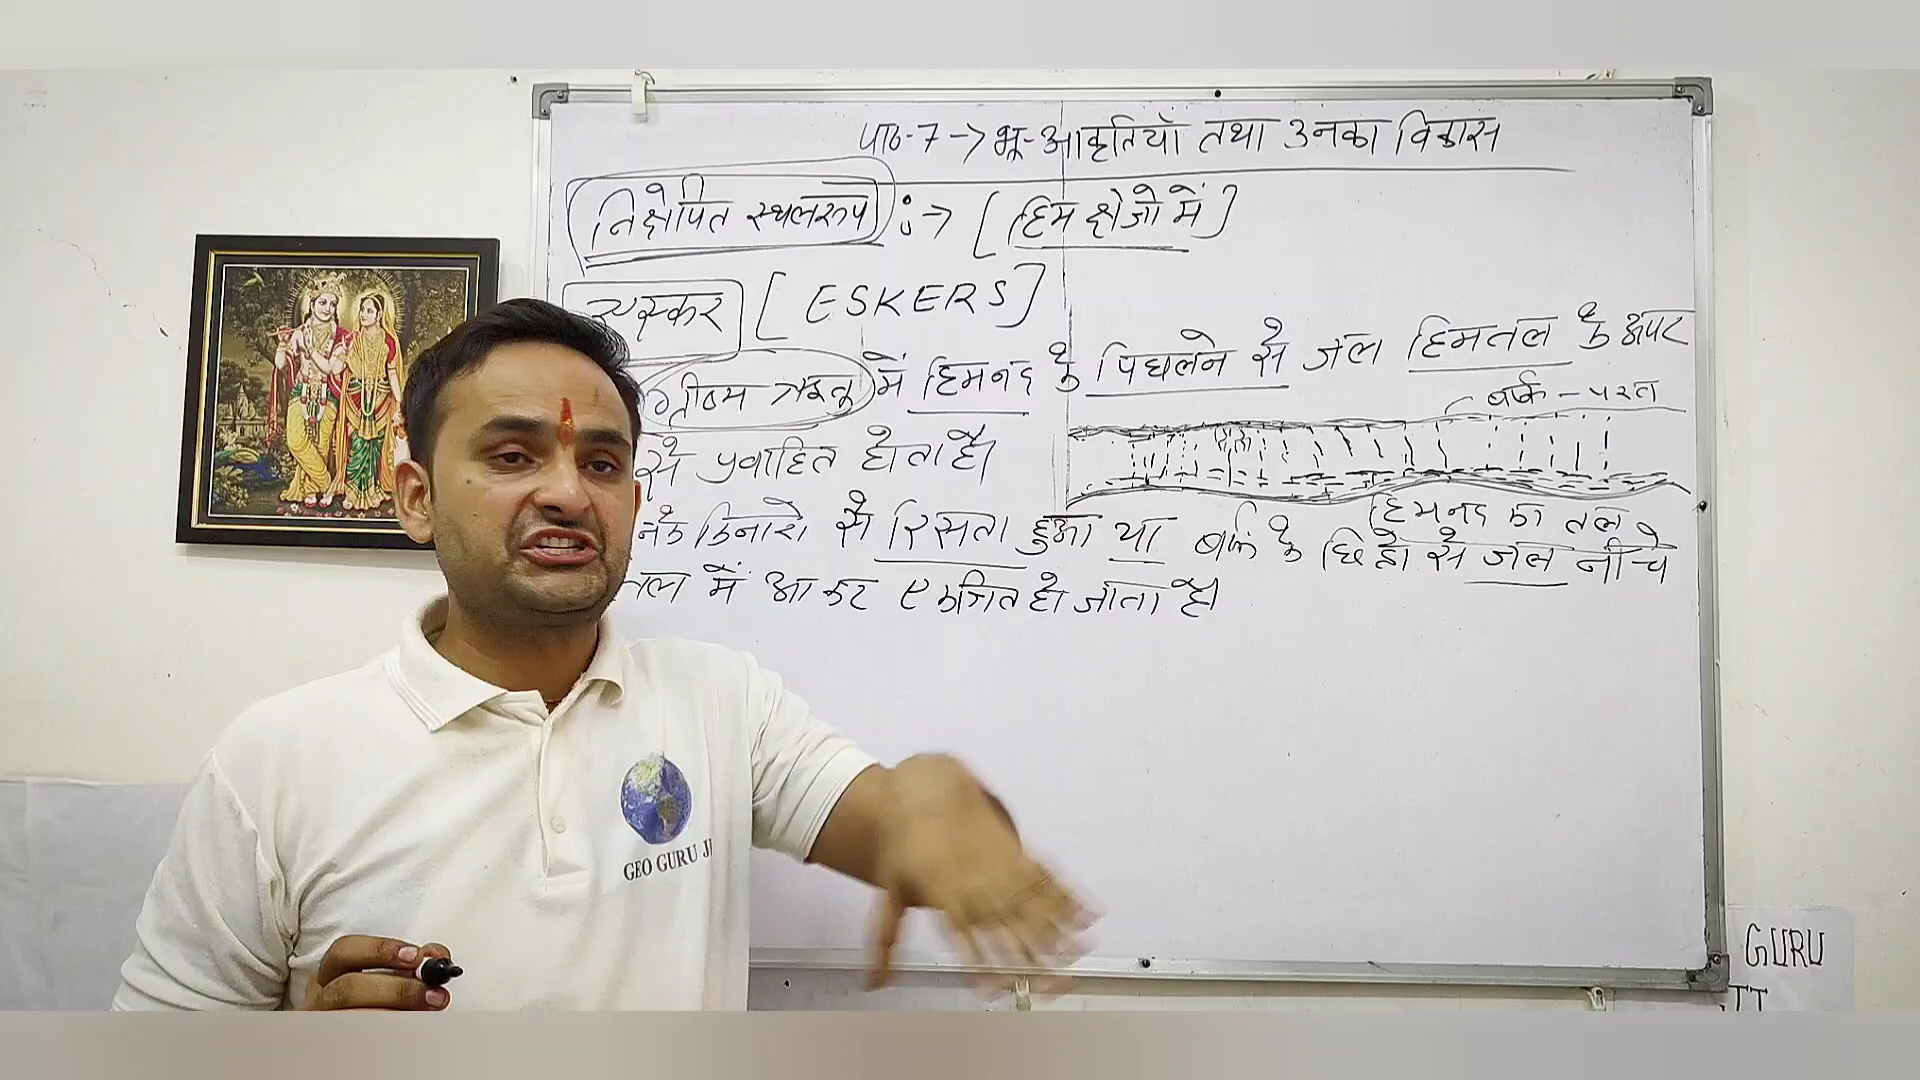 पाठ-7 → भू-आकृतियाँ तथा उनका विकास
निक्षेपित स्थलरूप :→ [हिम क्षेत्रो में]
एस्कर [ESKERS]
ग्रीष्म ऋतु में हिमनद के पिघलने से जल हिमतल के ऊपर
से प्रवाहित होता है।
बर्फ - परत
हिमनद का तल
किनारो से रिसता हुआ या बर्फ के छिद्रो से जल नीचे
में आकर एकत्रित हो जाता है।
GEO GURU JI
GURU